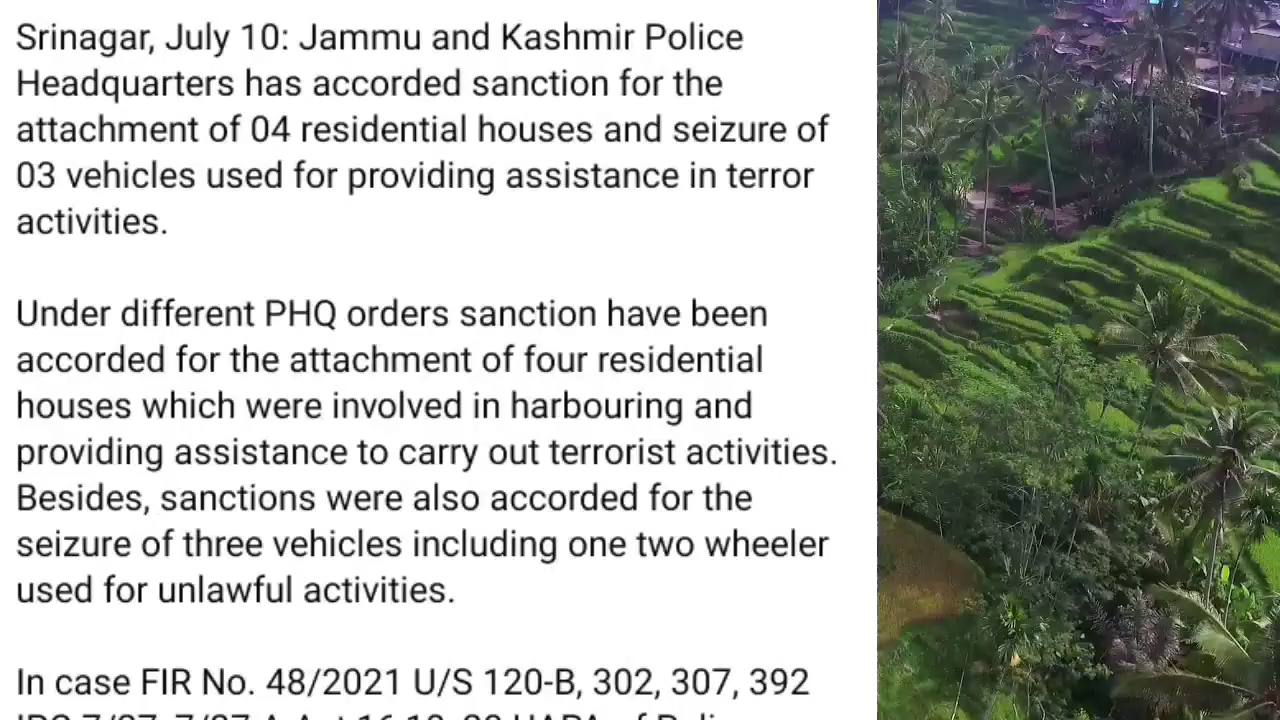 Srinagar, July 10: Jammu and Kashmir Police
Headquarters has accorded sanction for the
attachment of 04 residential houses and seizure of
03 vehicles used for providing assistance in terror
activities.
Under different PHQ orders sanction have been
accorded for the attachment of four residential
houses which were involved in harbouring and
providing assistance to carry out terrorist activities.
Besides, sanctions were also accorded for the
seizure of three vehicles including one two wheeler
used for unlawful activities.
In case FIR No. 48/2021 U/S 120-B, 302, 307, 392